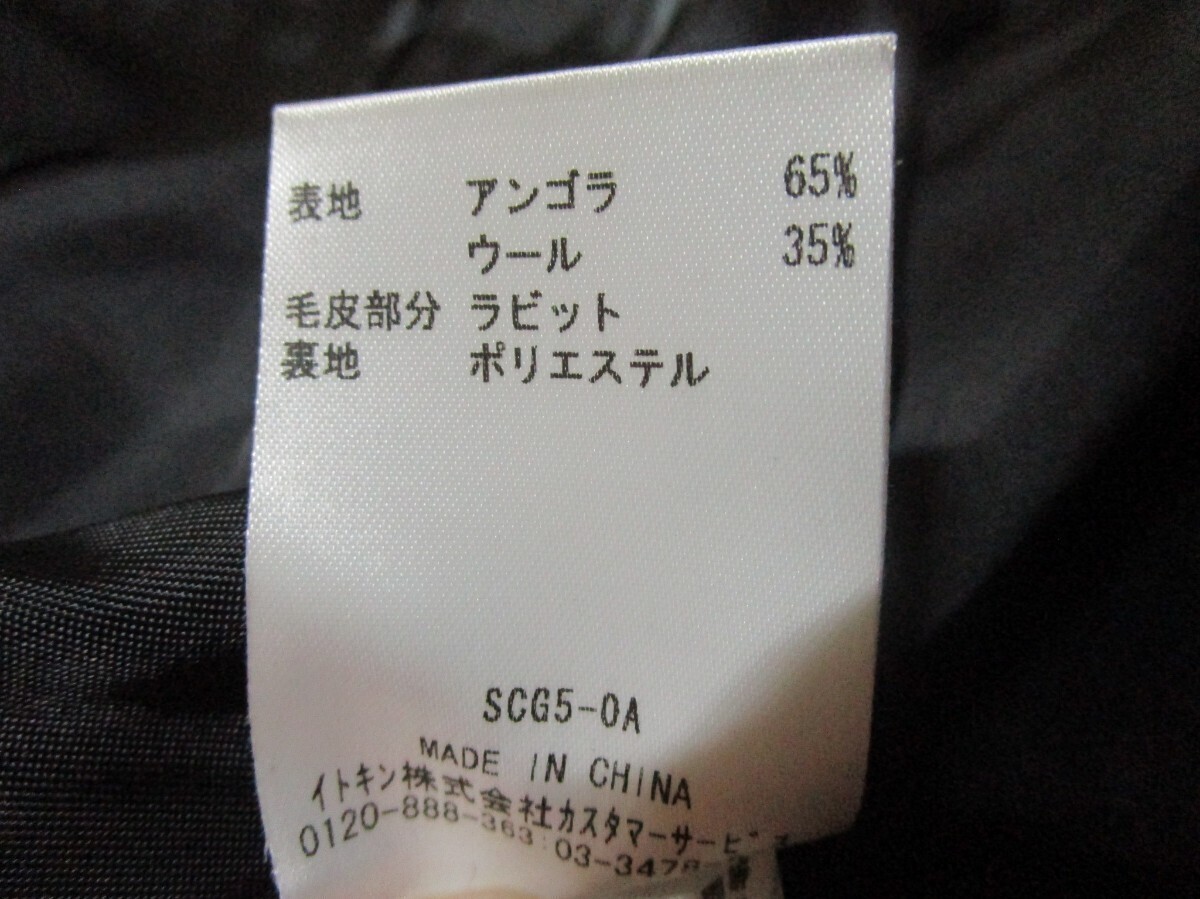 表地 アンゴラ 65%
ウール 35%
毛皮部分 ラビット
裏地 ポリエステル
SCG5-0A
MADE IN CHINA
イトキン株式会社カスタマーサービス
0120-888-363 03-3478